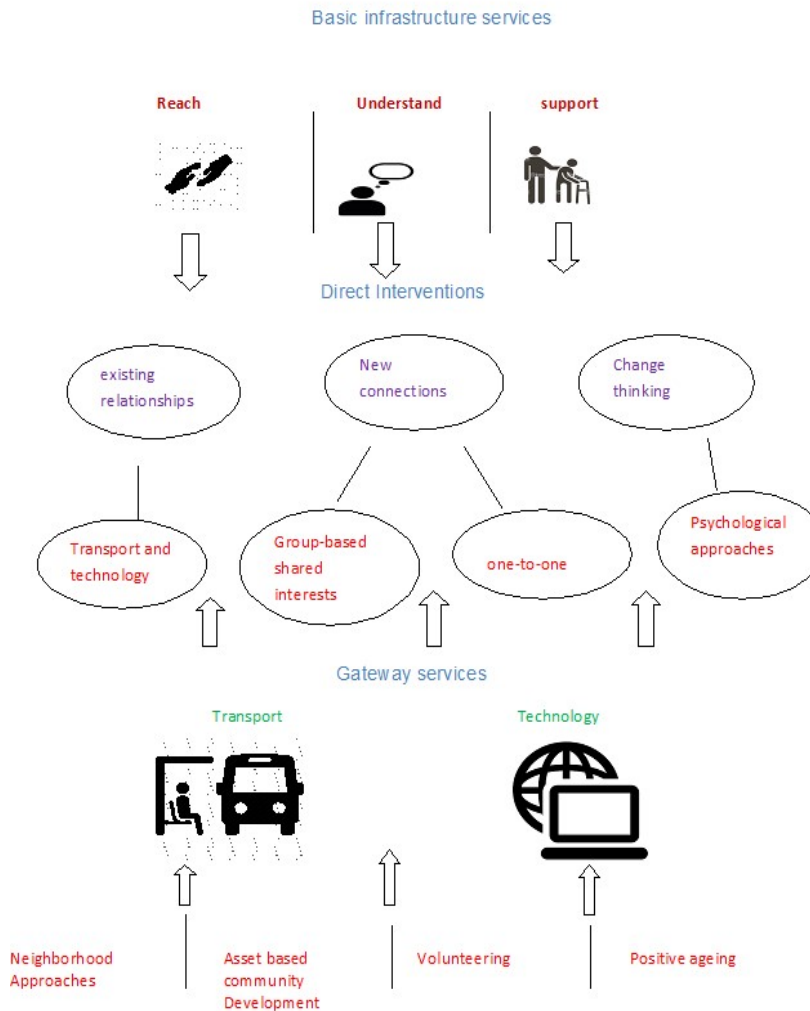 Basic infrastructure services
Reach
Understand
support
Direct Interventions
existing
relationships
New
connections
Change
thinking
Transport and
technology
Group-based
shared
interests
one-to-one
Psychological
approaches
Gateway services
Transport
Technology
Neighborhood
Approaches
Asset based
community
Development
Volunteering
Positive ageing